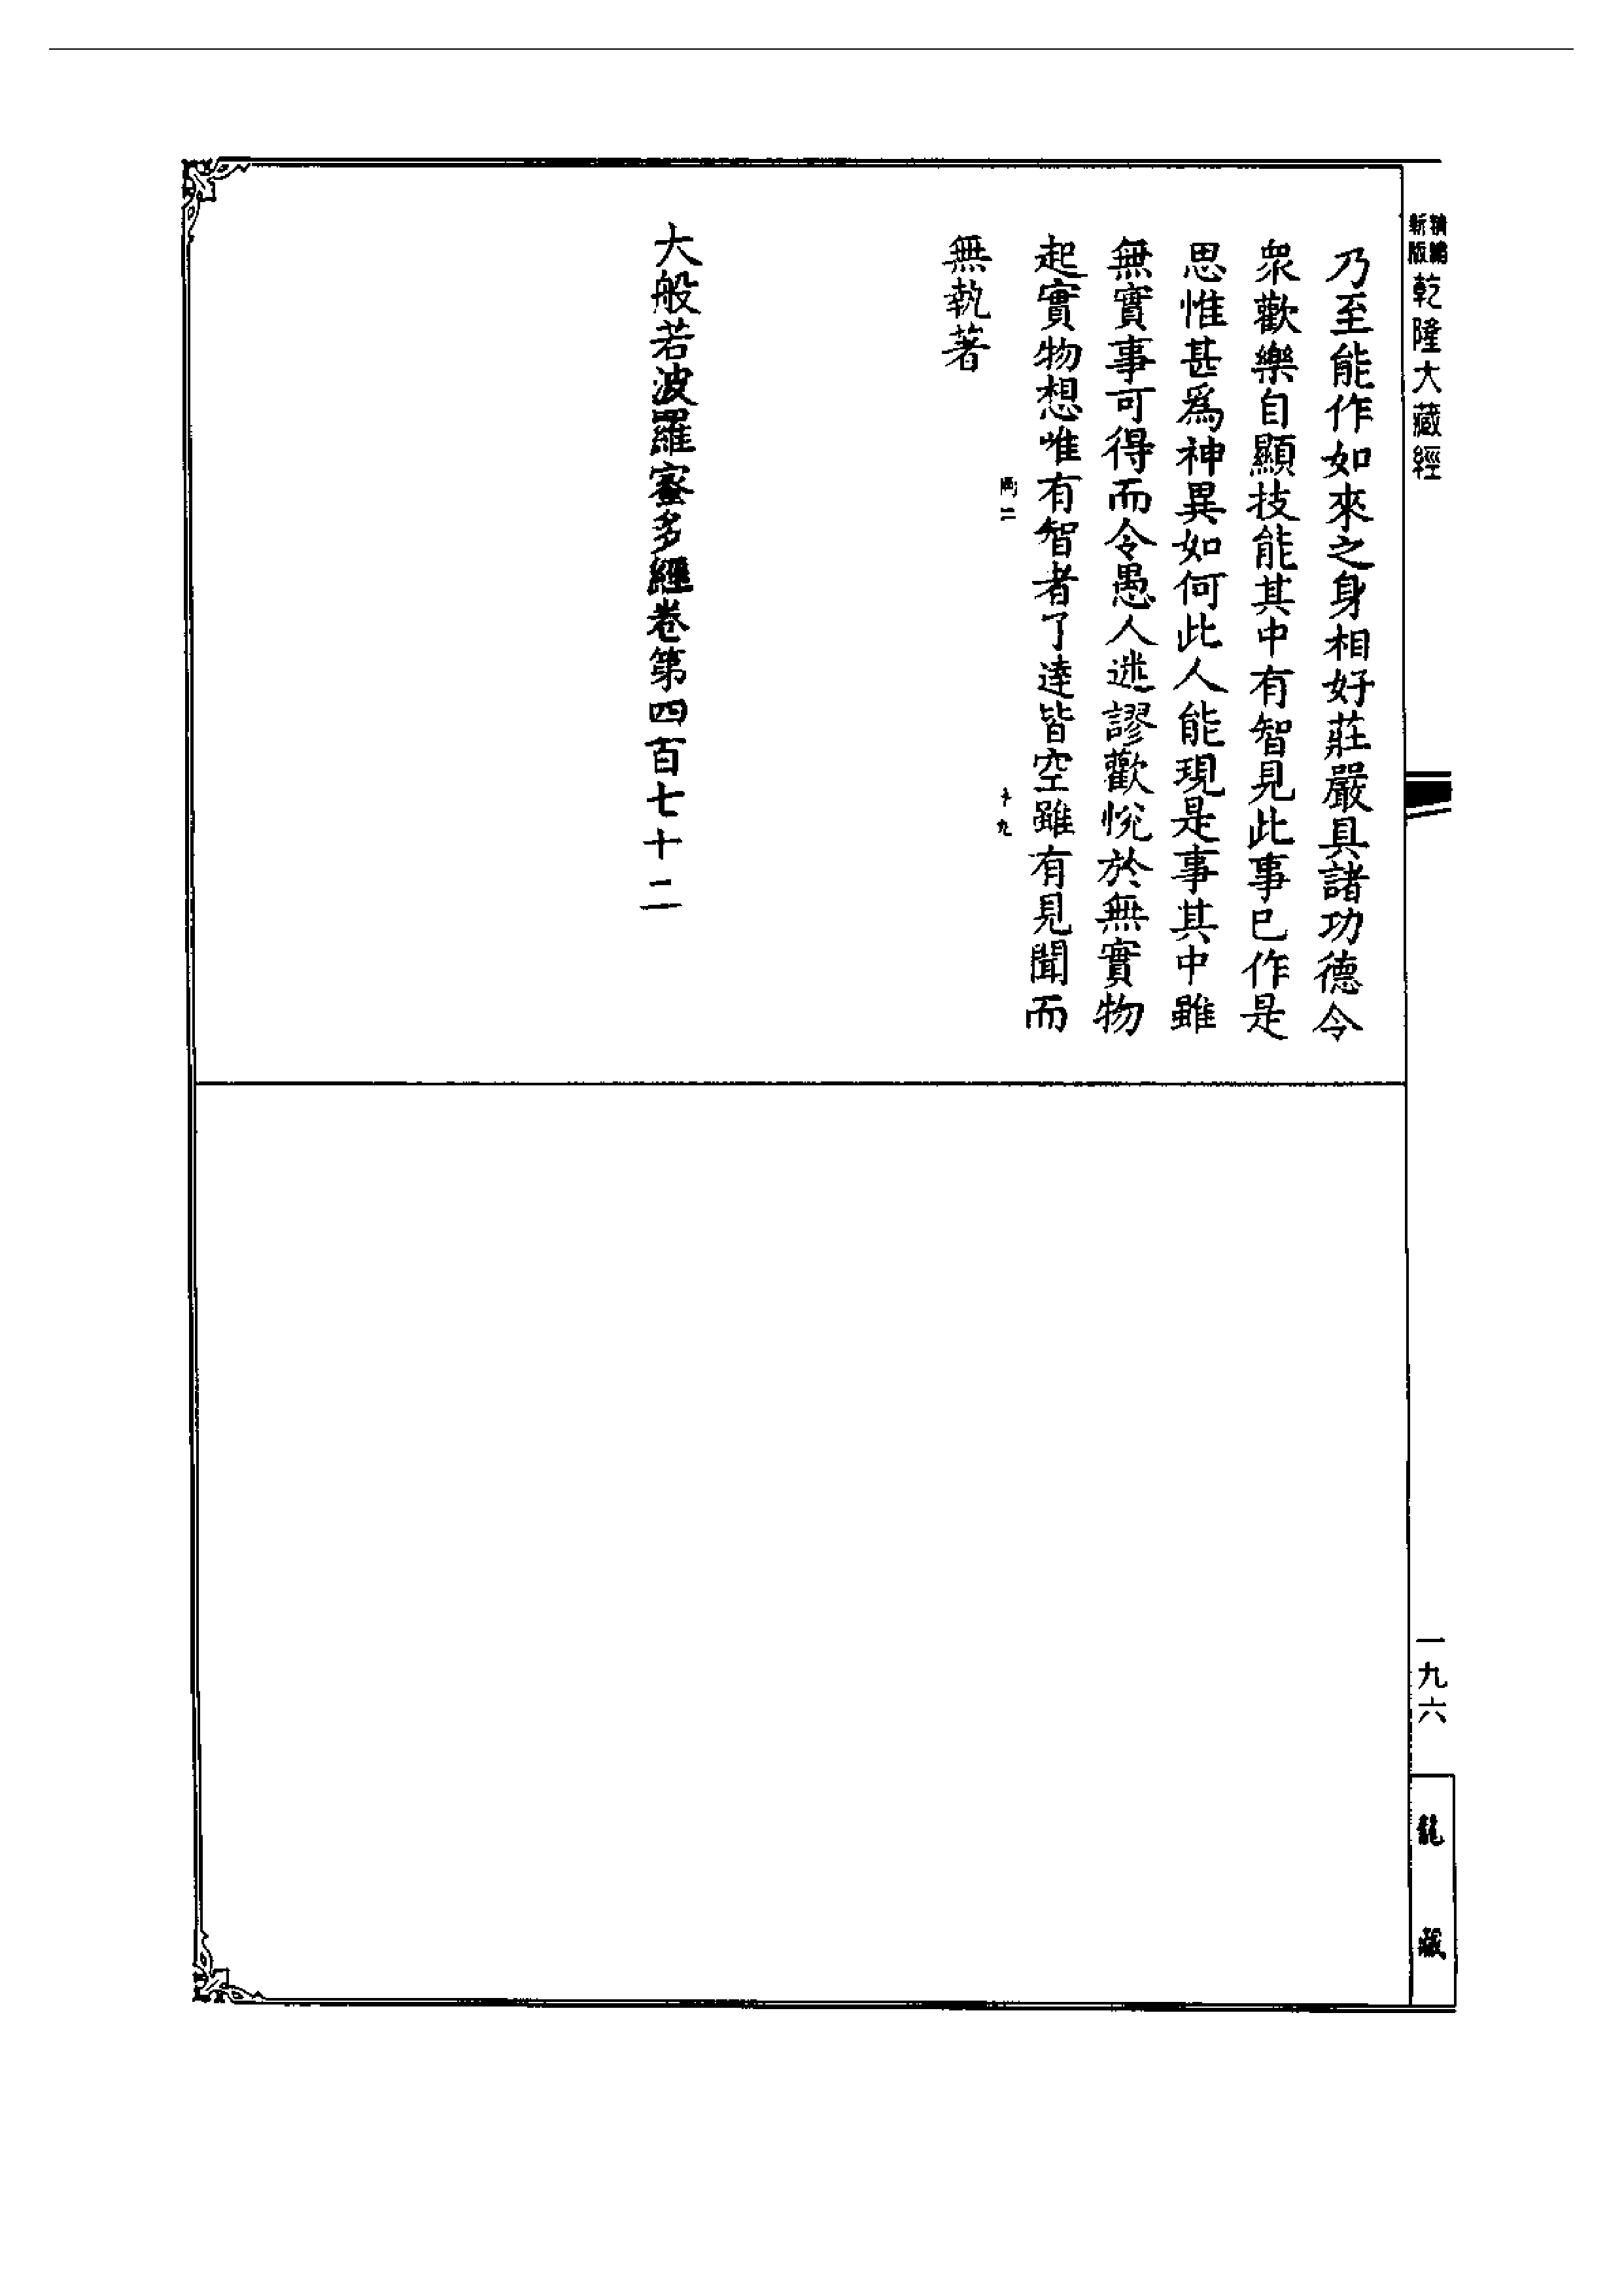 新版精編
乾隆大藏經
一九六
龍藏
乃至能作如來之身相好莊嚴具諸功德令
眾歡樂自顯技能其中有智見此事已作是
思惟甚爲神異如何此人能現是事其中雖
無實事可得而令愚人迷謬歡悅於無實物
起實物想唯有智者了達皆空雖有見聞而
十九
無執著
大般若波羅蜜多經卷第四百七十二